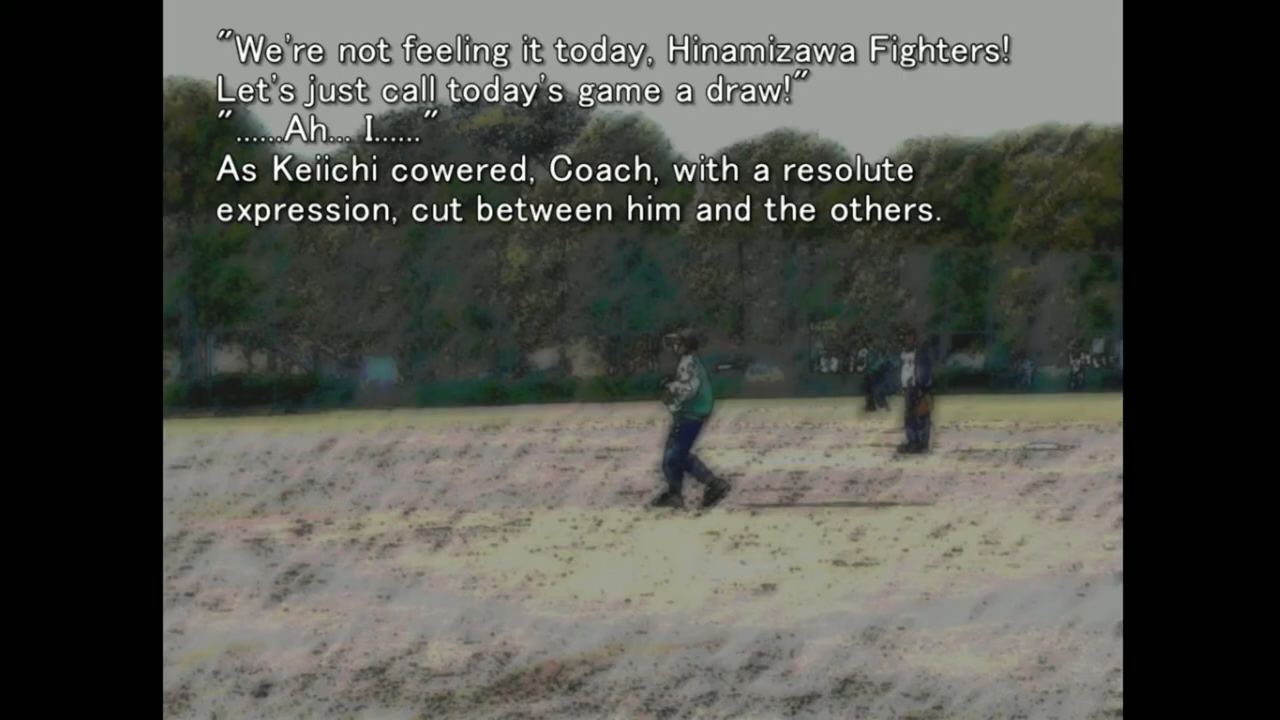 "We're not feeling it today, Hinamizawa Fighters!
Let's just call today's game a draw!"
"......Ah... I......"
As Keiichi cowered, Coach, with a resolute
expression, cut between him and the others.